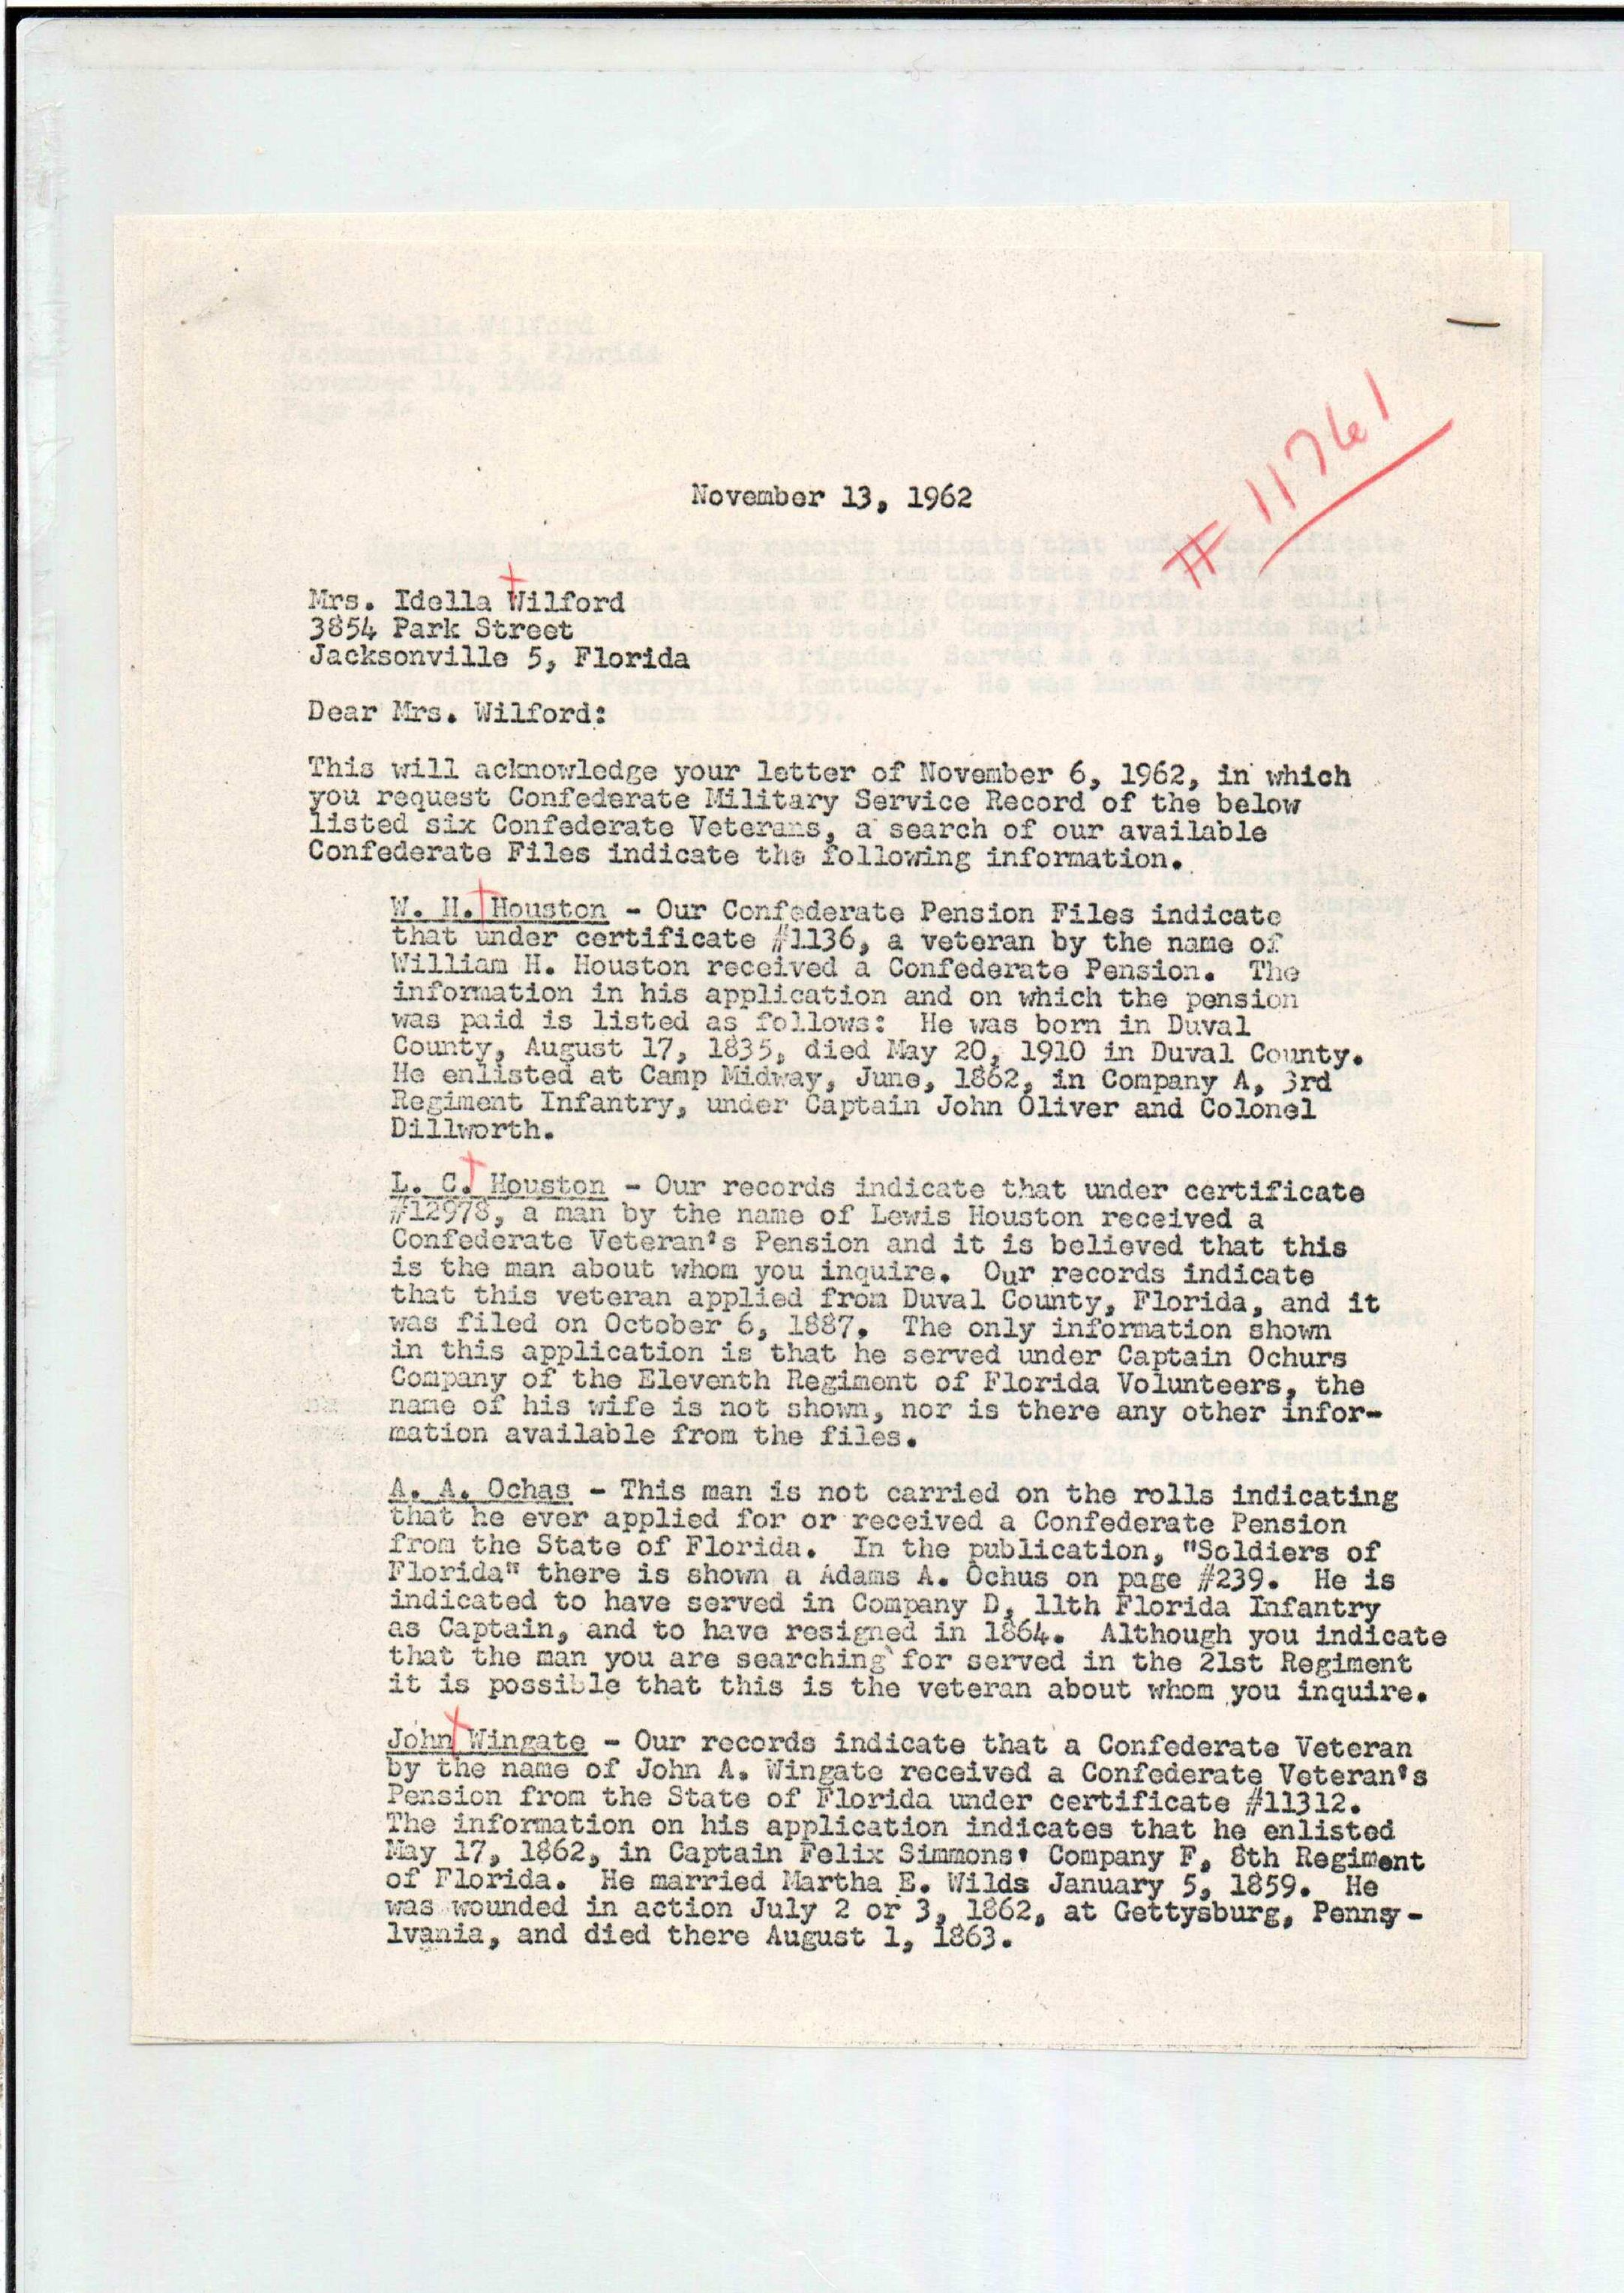 # 11761
November 13, 1962
Mrs. Idella Wilford
3854 Park Street
Jacksonville 5, Florida
Dear Mrs. Wilford:
This will acknowledge your letter of November 6, 1962, in which
you request Confederate Military Service Record of the below
listed six Confederate Veterans, a search of our available
Confederate Files indicate the following information.
W. H. Houston - Our Confederate Pension Files indicate
that under certificate #1136, a veteran by the name of
William H. Houston received a Confederate Pension. The
information in his application and on which the pension
was paid is listed as follows: He was born in Duval
County, August 17, 1835, died May 20, 1910 in Duval County.
He enlisted at Camp Midway, June, 1862, in Company A, 3rd
Regiment Infantry, under Captain John Oliver and Colonel
Dillworth.
L. C. Houston - Our records indicate that under certificate
#12978, a man by the name of Lewis Houston received a
Confederate Veteran's Pension and it is believed that this
is the man about whom you inquire. Our records indicate
that this veteran applied from Duval County, Florida, and it
was filed on October 6, 1887. The only information shown
in this application is that he served under Captain Ochurs
Company of the Eleventh Regiment of Florida Volunteers, the
name of his wife is not shown, nor is there any other infor-
mation available from the files.
A. A. Ochas - This man is not carried on the rolls indicating
that he ever applied for or received a Confederate Pension
from the State of Florida. In the publication, "Soldiers of
Florida" there is shown a Adams A. Ochus on page #239. He is
indicated to have served in Company D, 11th Florida Infantry
as Captain, and to have resigned in 1864. Although you indicate
that the man you are searching for served in the 21st Regiment
it is possible that this is the veteran about whom you inquire.
John Wingate - Our records indicate that a Confederate Veteran
by the name of John A. Wingate received a Confederate Veteran's
Pension from the State of Florida under certificate #11312.
The information on his application indicates that he enlisted
May 17, 1862, in Captain Felix Simmons' Company F, 8th Regiment
of Florida. He married Martha E. Wilds January 5, 1859. He
was wounded in action July 2 or 3, 1862, at Gettysburg, Pennsy-
lvania, and died there August 1, 1863.